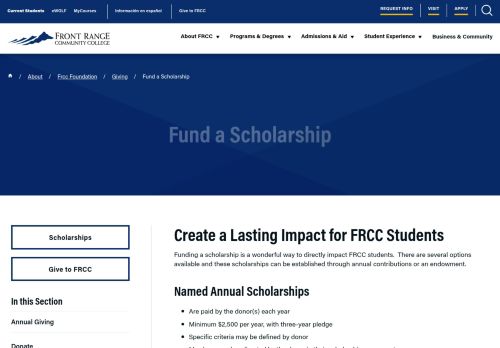 Current Students eWOLF MyCourses Información en español Give to FRCC REQUEST INFO VISIT APPLY
FRONT RANGE
COMMUNITY COLLEGE
About FRCC Programs & Degrees Admissions & Aid Student Experience Business & Community
/ About / Frcc Foundation / Giving / Fund a Scholarship
Fund a Scholarship
Scholarships
Give to FRCC
In this Section
Annual Giving
Donate
Create a Lasting Impact for FRCC Students
Funding a scholarship is a wonderful way to directly impact FRCC students. There are several options
available and these scholarships can be established through annual contributions or an endowment.
Named Annual Scholarships
Are paid by the donor(s) each year
Minimum $2,500 per year, with three-year pledge
Specific criteria may be defined by donor